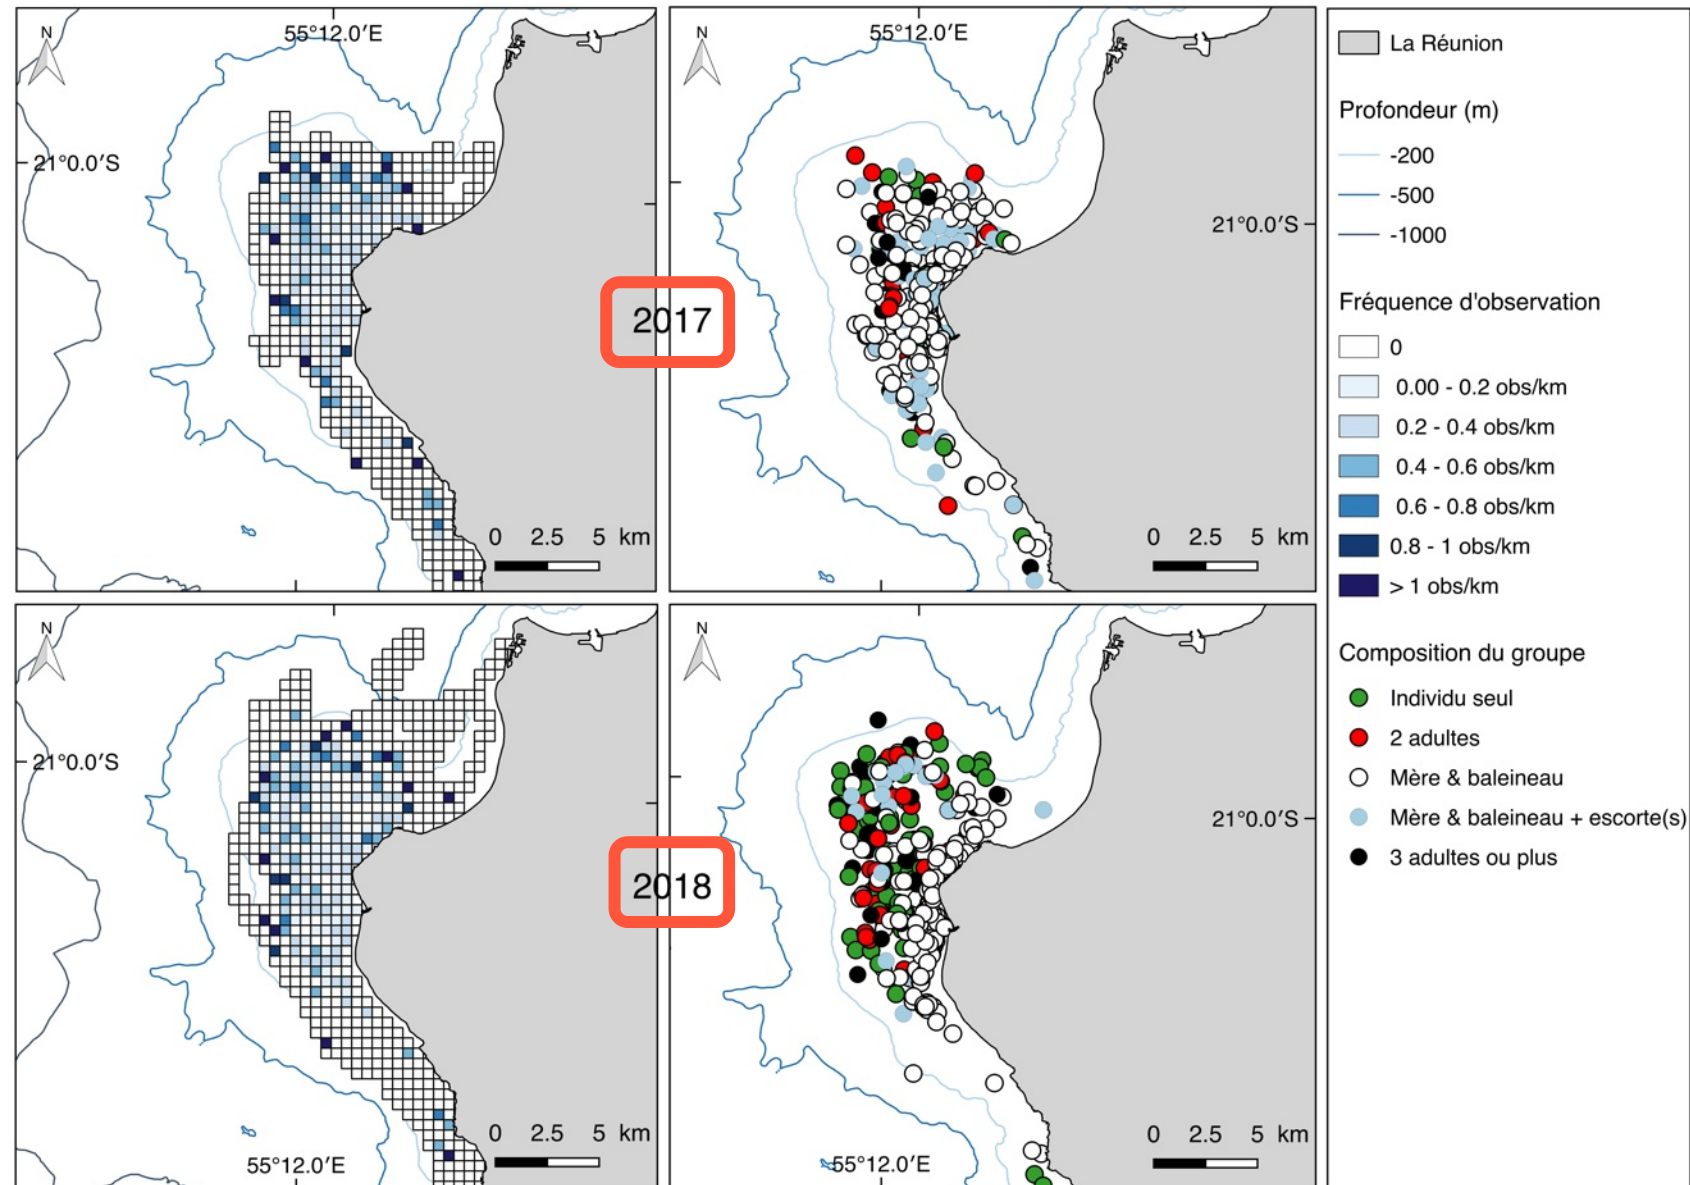 N
55°12.0'E
21°0.0'S
0 2.5 5 km
2017
N
55°12.0'E
21°0.0'S
0 2.5 5 km
N
21°0.0'S
55°12.0'E
0 2.5 5 km
2018
N
21°0.0'S
55°12.0'E
0 2.5 5 km
La Réunion
Profondeur (m)
-200
-500
-1000
Fréquence d'observation
0
0.00 - 0.2 obs/km
0.2 - 0.4 obs/km
0.4 - 0.6 obs/km
0.6 - 0.8 obs/km
0.8 - 1 obs/km
> 1 obs/km
Composition du groupe
Individu seul
2 adultes
Mère & baleineau
Mère & baleineau + escorte(s)
3 adultes ou plus